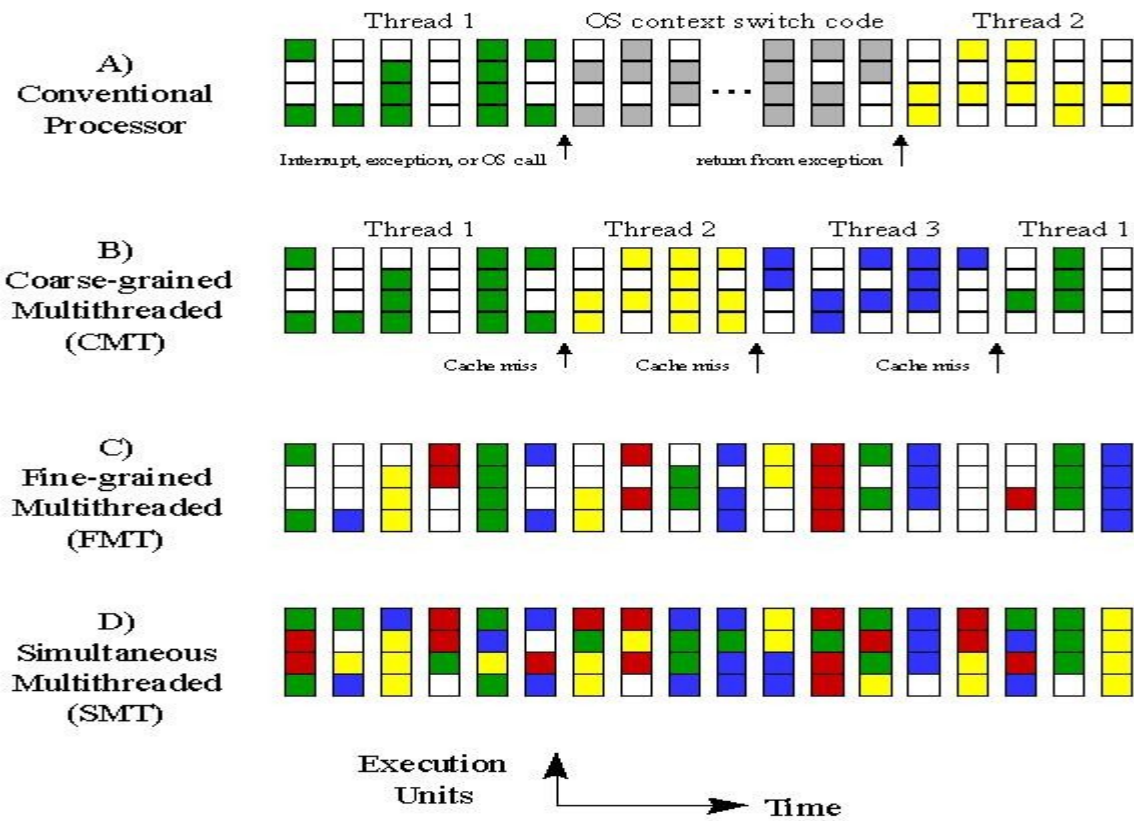 Thread 1 OS context switch code Thread 2
A)
Conventional
Processor
Interrupt, exception, or OS call
return from exception
Thread 1 Thread 2 Thread 3 Thread 1
B)
Coarse-grained
Multithreaded
(CMT)
Cache miss Cache miss Cache miss
C)
Fine-grained
Multithreaded
(FMT)
D)
Simultaneous
Multithreaded
(SMT)
Execution
Units
Time